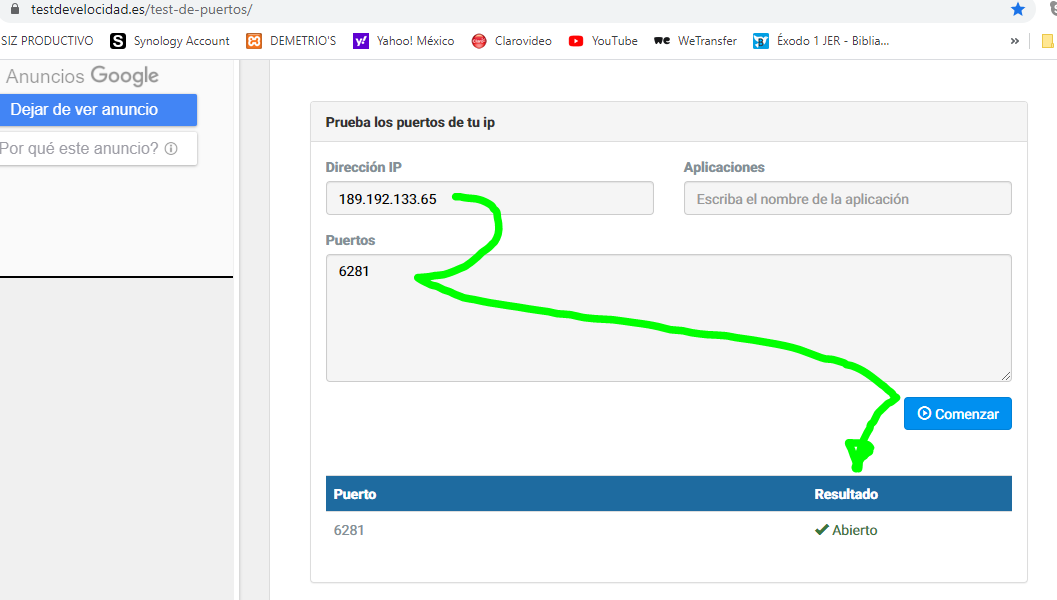 testdevelocidad.es/test-de-puertos/
SIZ PRODUCTIVO Synology Account DEMETRIO'S Yahoo! México Clarovideo YouTube WeTransfer Éxodo 1 JER - Biblia... »
Anuncios Google
Dejar de ver anuncio
Por qué este anuncio?
Prueba los puertos de tu ip
Dirección IP Aplicaciones
189.192.133.65 Escriba el nombre de la aplicación
Puertos
6281
Comenzar
Puerto Resultado
6281 Abierto